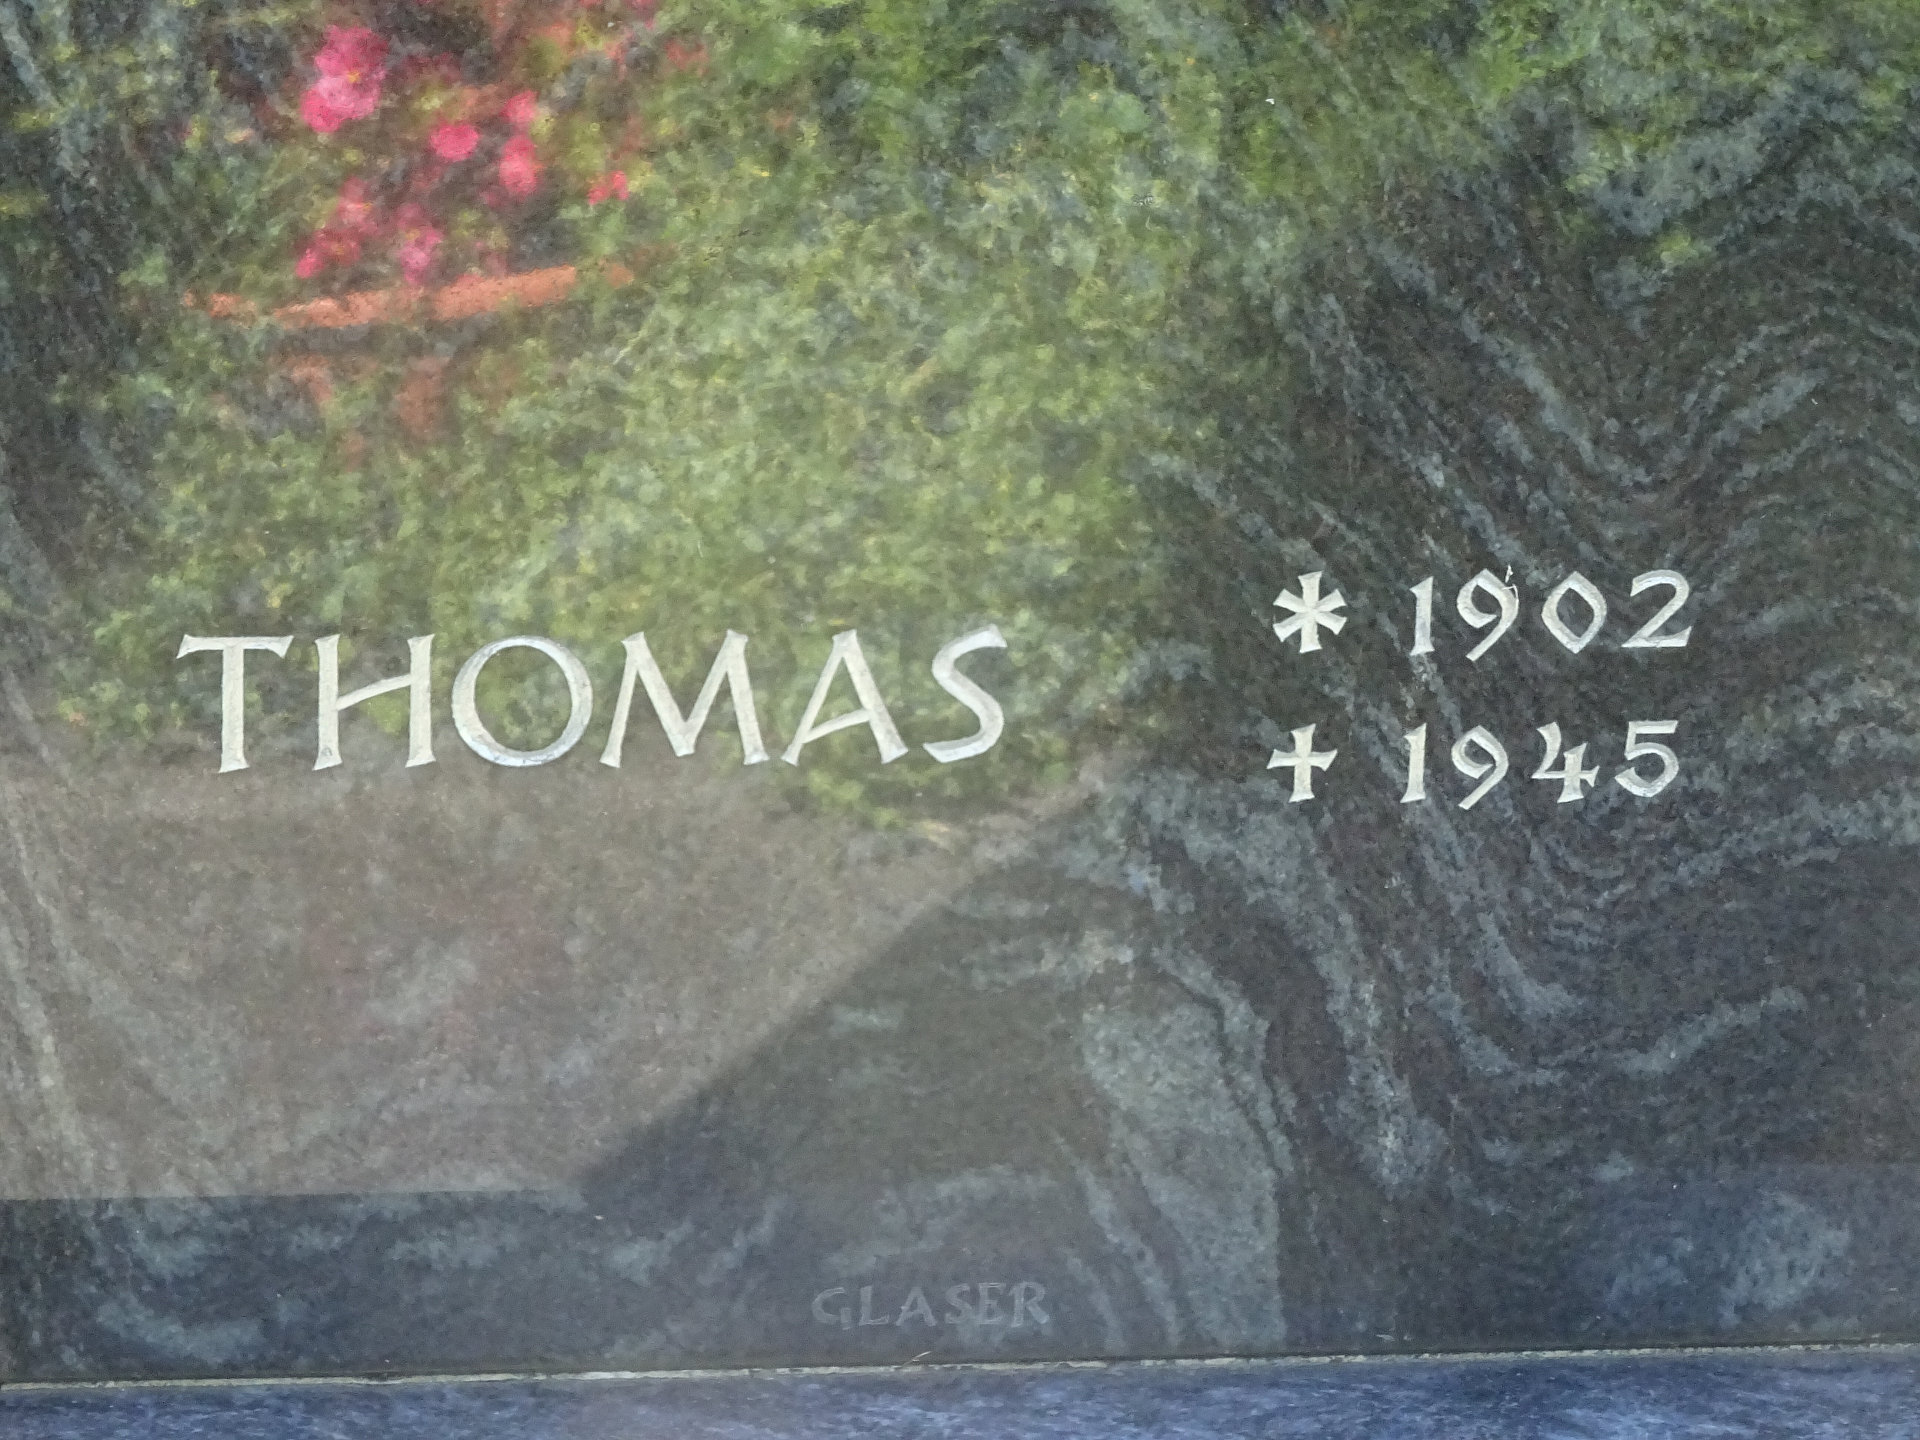 THOMAS
* 1902
+ 1945
GLASER